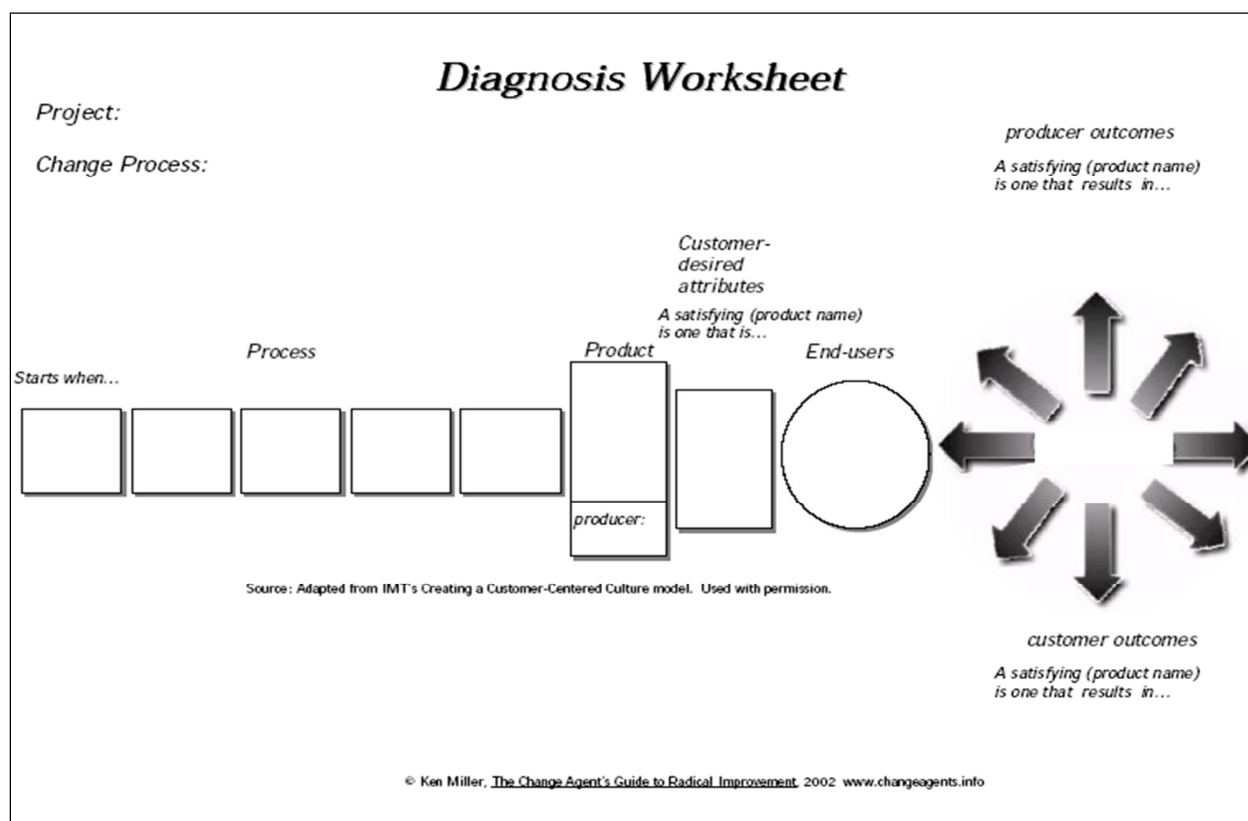 Diagnosis Worksheet
Project:
Change Process:
producer outcomes
A satisfying (product name)
is one that results in...
Customer-
desired
attributes
A satisfying (product name)
is one that is...
Process
Product
End-users
Starts when...
producer:
Source: Adapted from IMT's Creating a Customer-Centered Culture model. Used with permission.
customer outcomes
A satisfying (product name)
is one that results in...
© Ken Miller, The Change Agent's Guide to Radical Improvement, 2002 www.changeagents.info